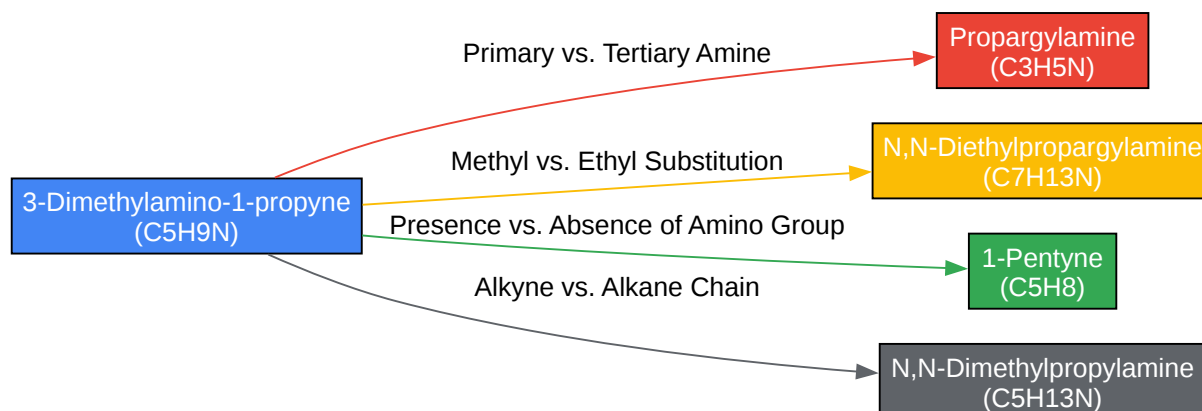 Primary vs. Tertiary Amine
Propargylamine
(C3H5N)
Methyl vs. Ethyl Substitution
N,N-Diethylpropargylamine
(C7H13N)
3-Dimethylamino-1-propyne
(C5H9N)
Presence vs. Absence of Amino Group
1-Pentyne
(C5H8)
Alkyne vs. Alkane Chain
N,N-Dimethylpropylamine
(C5H13N)